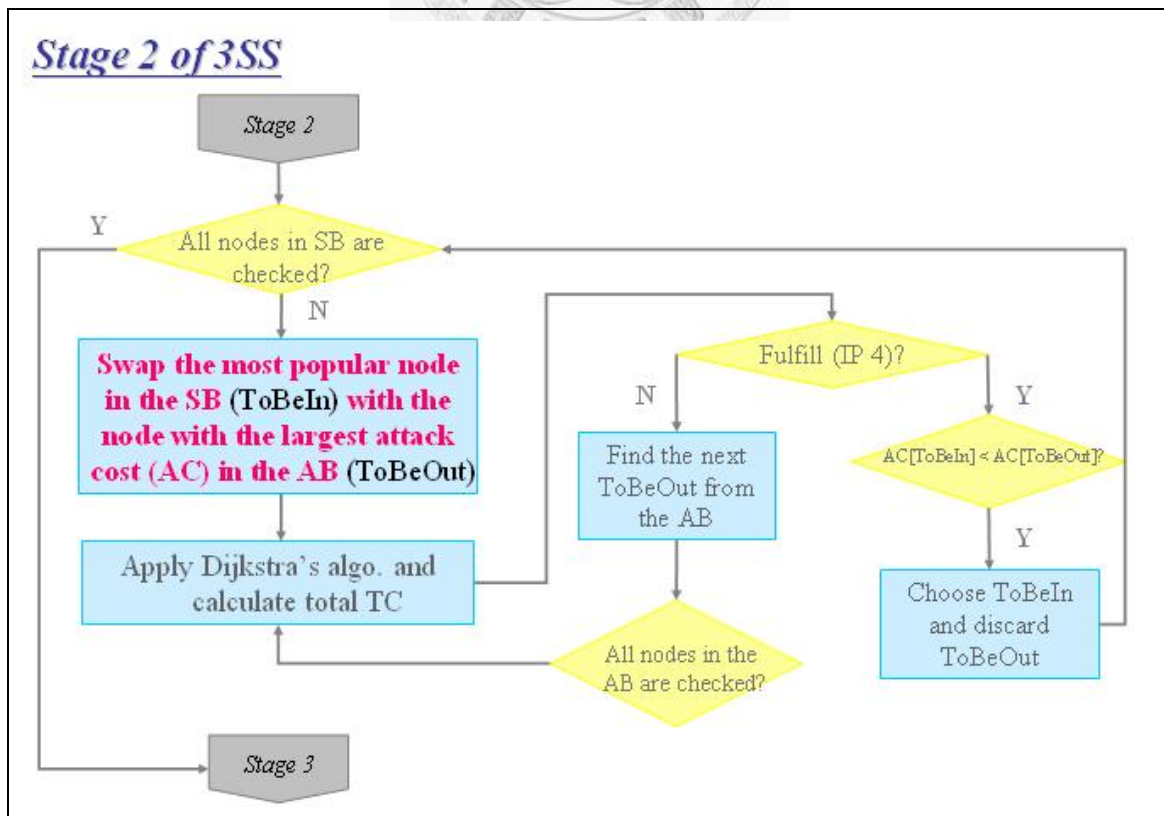 Stage 2 of 3SS
Stage 2
Y
All nodes in SB are
checked?
N
Swap the most popular node
in the SB (ToBeIn) with the
node with the largest attack
cost (AC) in the AB (ToBeOut)
Apply Dijkstra's algo. and
calculate total TC
Fulfill (IP 4)?
N
Y
Find the next
ToBeOut from
the AB
AC[ToBeIn] < AC[ToBeOut]?
Y
All nodes in the
AB are checked?
Choose ToBeIn
and discard
ToBeOut
Stage 3